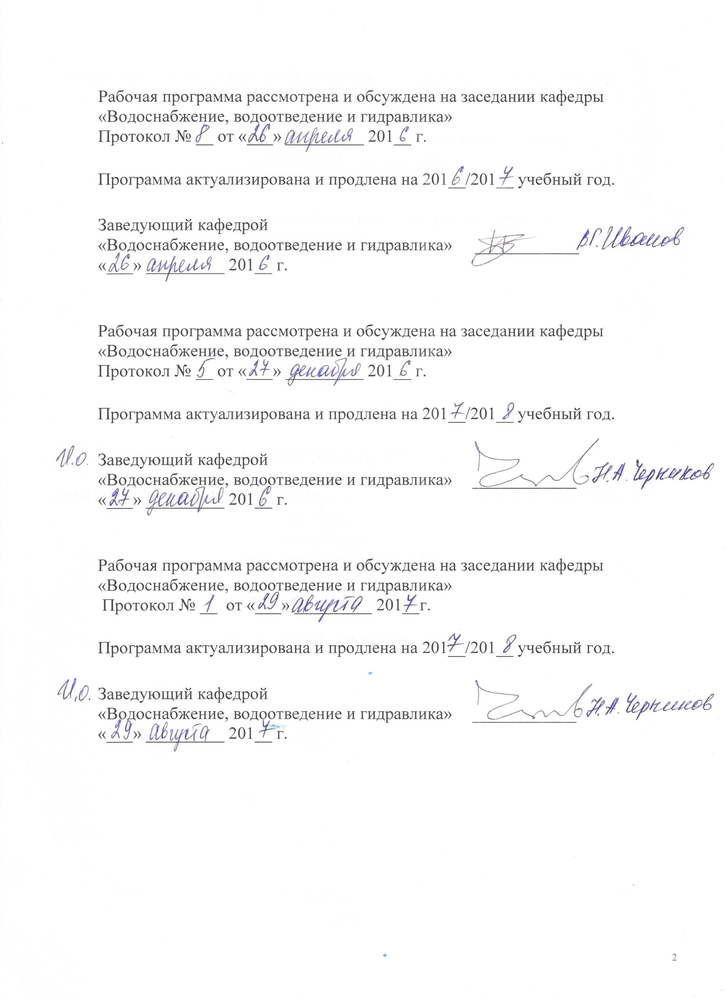 Рабочая программа рассмотрена и обсуждена на заседании кафедры
«Водоснабжение, водоотведение и гидравлика»
Протокол № 8 от «26» апреля 2016 г.
Программа актуализирована и продлена на 2016/2017 учебный год.
Заведующий кафедрой
«Водоснабжение, водоотведение и гидравлика» В.Г. Иванов
«26» апреля 2016 г.
Рабочая программа рассмотрена и обсуждена на заседании кафедры
«Водоснабжение, водоотведение и гидравлика»
Протокол № 5 от «27» декабря 2016 г.
Программа актуализирована и продлена на 2017/2018 учебный год.
И.о. Заведующий кафедрой
«Водоснабжение, водоотведение и гидравлика» Н.А. Черников
«27» декабря 2016 г.
Рабочая программа рассмотрена и обсуждена на заседании кафедры
«Водоснабжение, водоотведение и гидравлика»
Протокол № 1 от «29» августа 2017 г.
Программа актуализирована и продлена на 2017/2018 учебный год.
И.о. Заведующий кафедрой
«Водоснабжение, водоотведение и гидравлика» Н.А. Черников
«29» августа 2017 г.
2